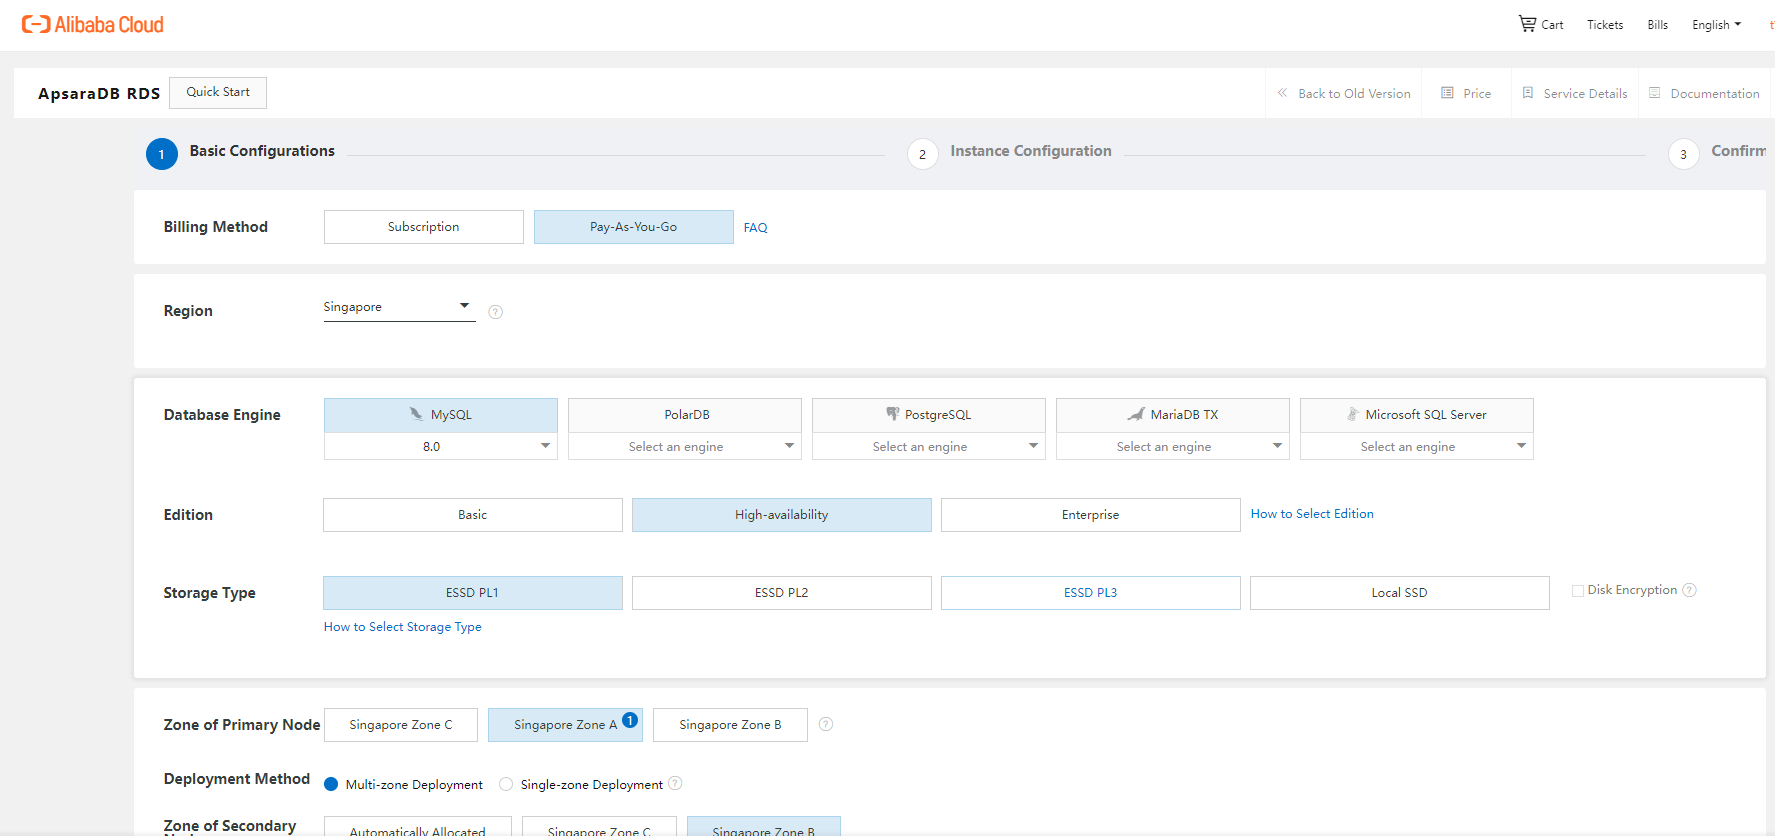 Alibaba Cloud
Cart Tickets Bills English
ApsaraDB RDS Quick Start Back to Old Version Price Service Details Documentation
1 Basic Configurations 2 Instance Configuration 3 Confirm
Billing Method Subscription Pay-As-You-Go FAQ
Region Singapore ?
Database Engine MySQL PolarDB PostgreSQL MariaDB TX Microsoft SQL Server
8.0 Select an engine Select an engine Select an engine Select an engine
Edition Basic High-availability Enterprise How to Select Edition
Storage Type ESSD PL1 ESSD PL2 ESSD PL3 Local SSD Disk Encryption ?
How to Select Storage Type
Zone of Primary Node Singapore Zone C Singapore Zone A 1 Singapore Zone B ?
Deployment Method Multi-zone Deployment Single-zone Deployment ?
Zone of Secondary Automatically Allocated Singapore Zone C Singapore Zone B